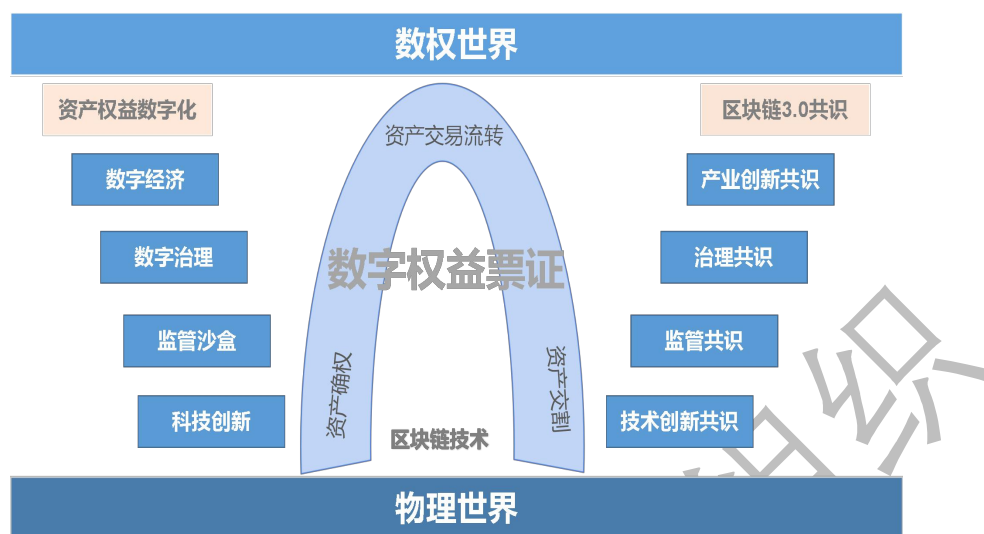 数权世界
资产权益数字化
区块链3.0共识
资产交易流转
数字经济
产业创新共识
数字治理
数字权益票证
治理共识
监管沙盒
监管共识
资产确权
资产交割
科技创新
区块链技术
技术创新共识
物理世界
织